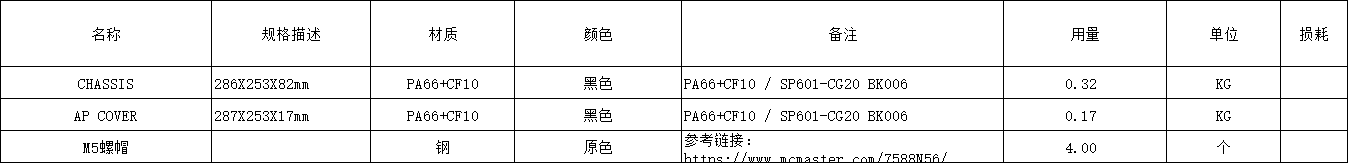 名称 规格描述 材质 颜色 备注 用量 单位 损耗
CHASSIS 286X253X82mm PA66+CF10 黑色 PA66+CF10 / SP601-CG20 BK006 0.32 KG
AP COVER 287X253X17mm PA66+CF10 黑色 PA66+CF10 / SP601-CG20 BK006 0.17 KG
M5螺帽 钢 原色 参考链接： 4.00 个
https://www.mcmaster.com/7588N56/